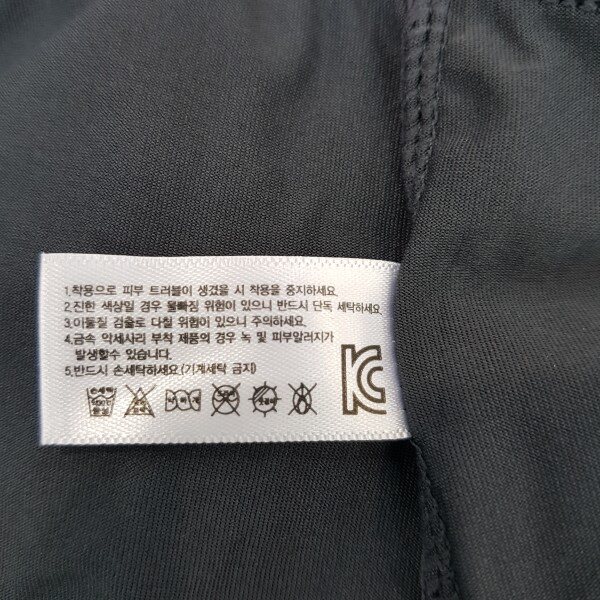 1.착용으로 피부 트러블이 생겼을 시 착용을 중지하세요.
2.진한 색상일 경우 물빠짐 위험이 있으니 반드시 단독 세탁하세요.
3.이물질 검출로 다칠 위험이 있으니 주의하세요.
4.금속 악세사리 부착 제품의 경우 녹 및 피부알러지가
발생할수 있습니다.
5.반드시 손세탁하세요(기계세탁 금지)
KC